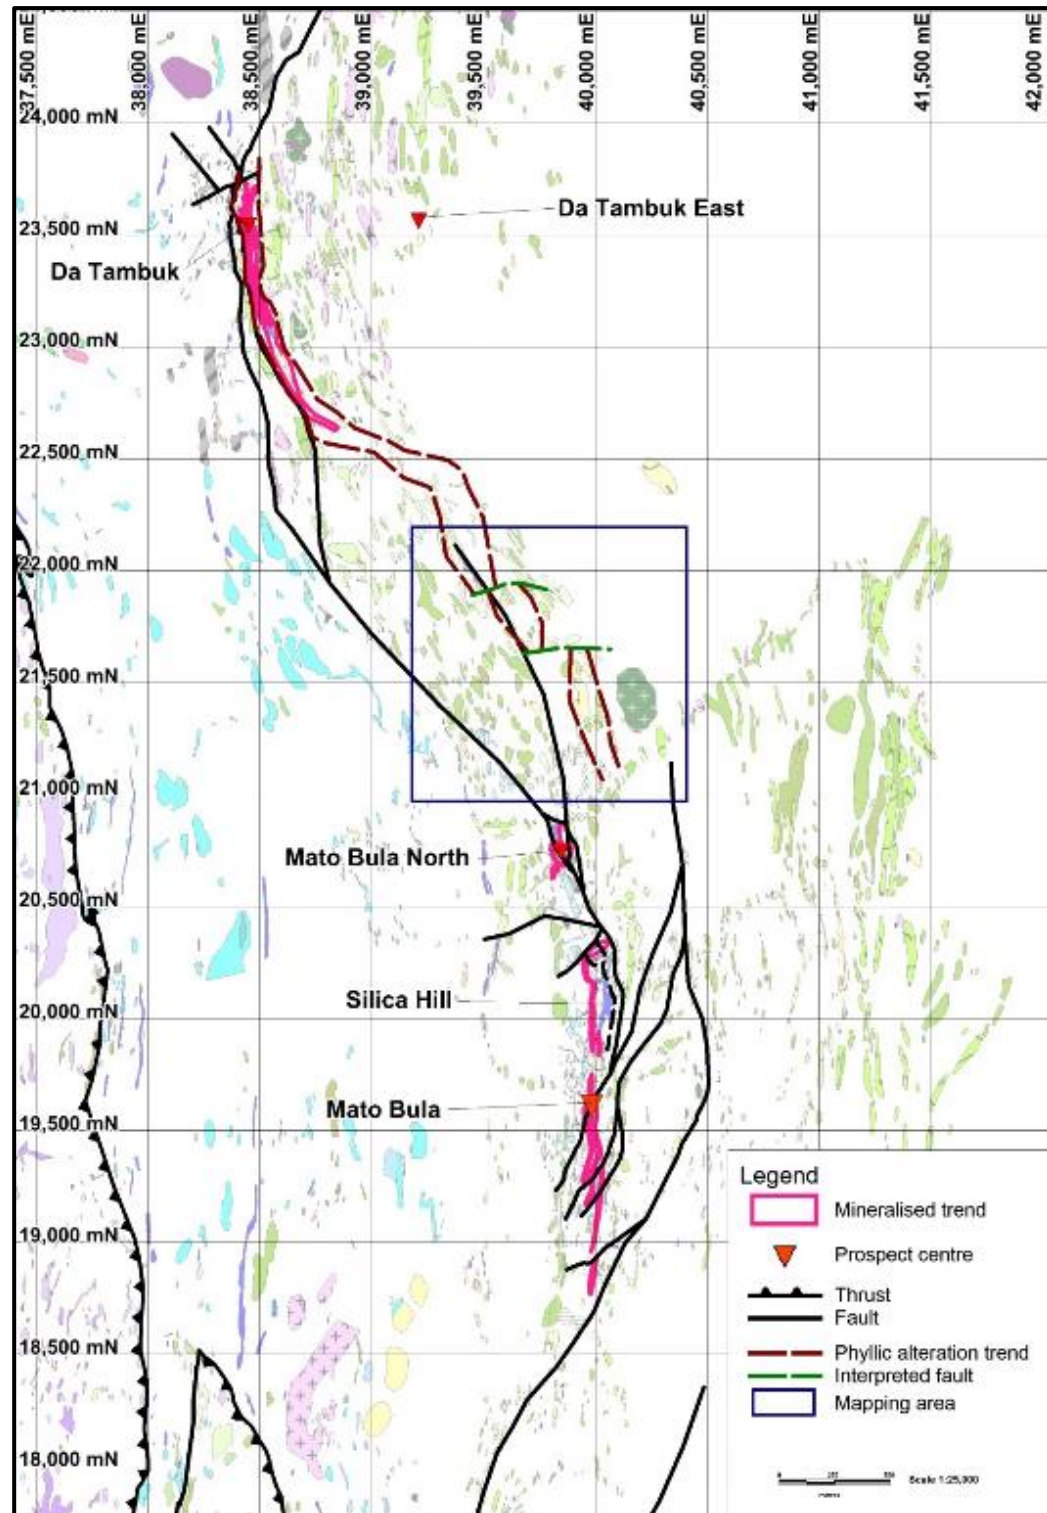 37,500 mE
38,000 mE
38,500 mE
39,000 mE
39,500 mE
40,000 mE
40,500 mE
41,000 mE
41,500 mE
42,000 mE
24,000 mN
Da Tambuk East
23,500 mN
Da Tambuk
23,000 mN
22,500 mN
22,000 mN
21,500 mN
21,000 mN
Mato Bula North
20,500 mN
Silica Hill
20,000 mN
Mato Bula
19,500 mN
Legend
Mineralised trend
19,000 mN
Prospect centre
Thrust
Fault
18,500 mN
Phyllic alteration trend
Interpreted fault
Mapping area
18,000 mN
Scale 1:25,000